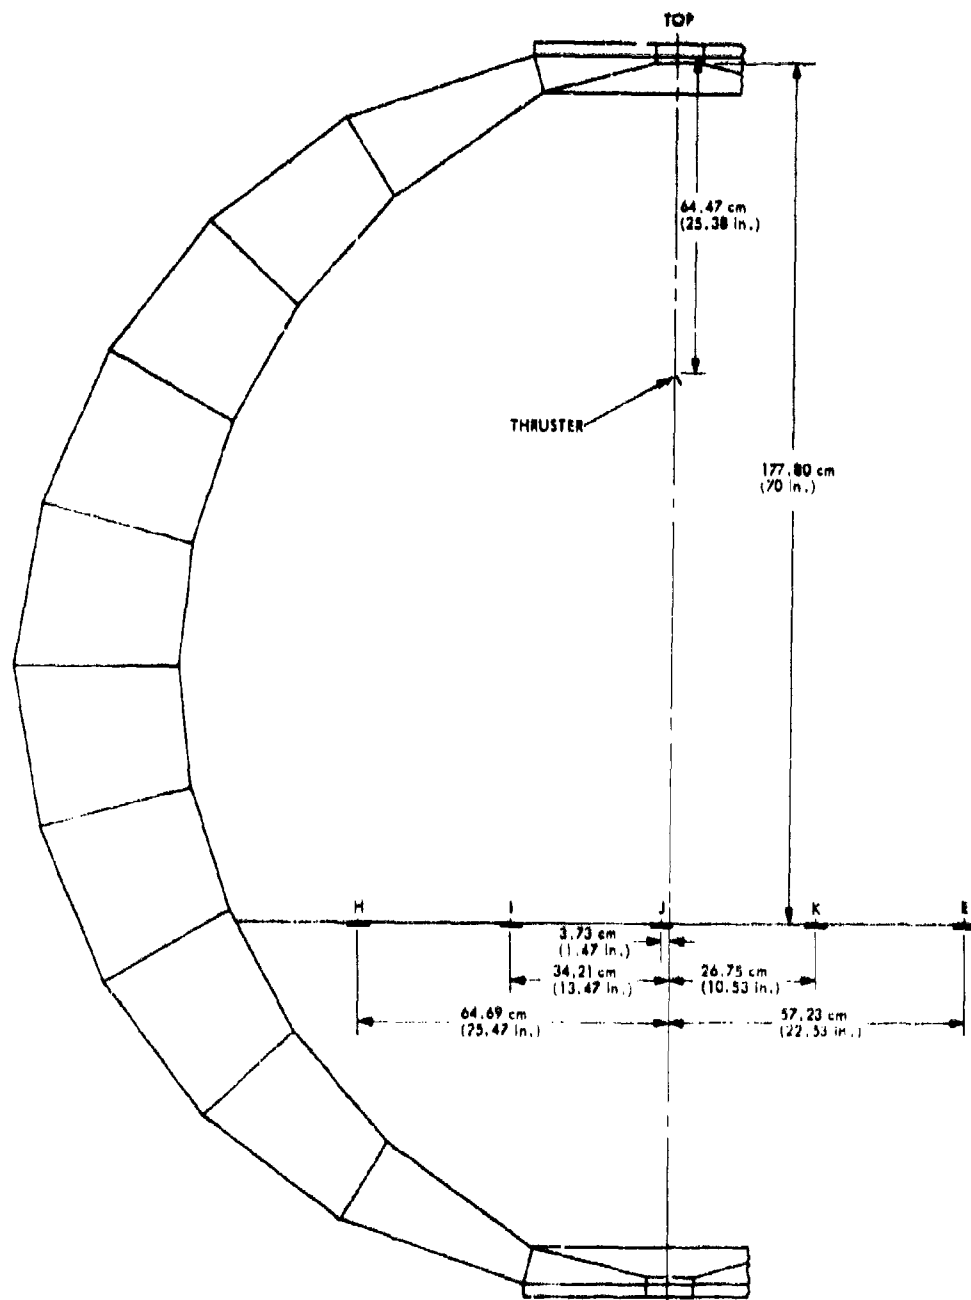 TOP
64.47 cm
(25.38 in.)
THRUSTER
177.80 cm
(70 in.)
H I J K E
3.73 cm
(1.47 in.)
34.21 cm
(13.47 in.)
26.75 cm
(10.53 in.)
64.69 cm
(25.47 in.)
57.23 cm
(22.53 in.)